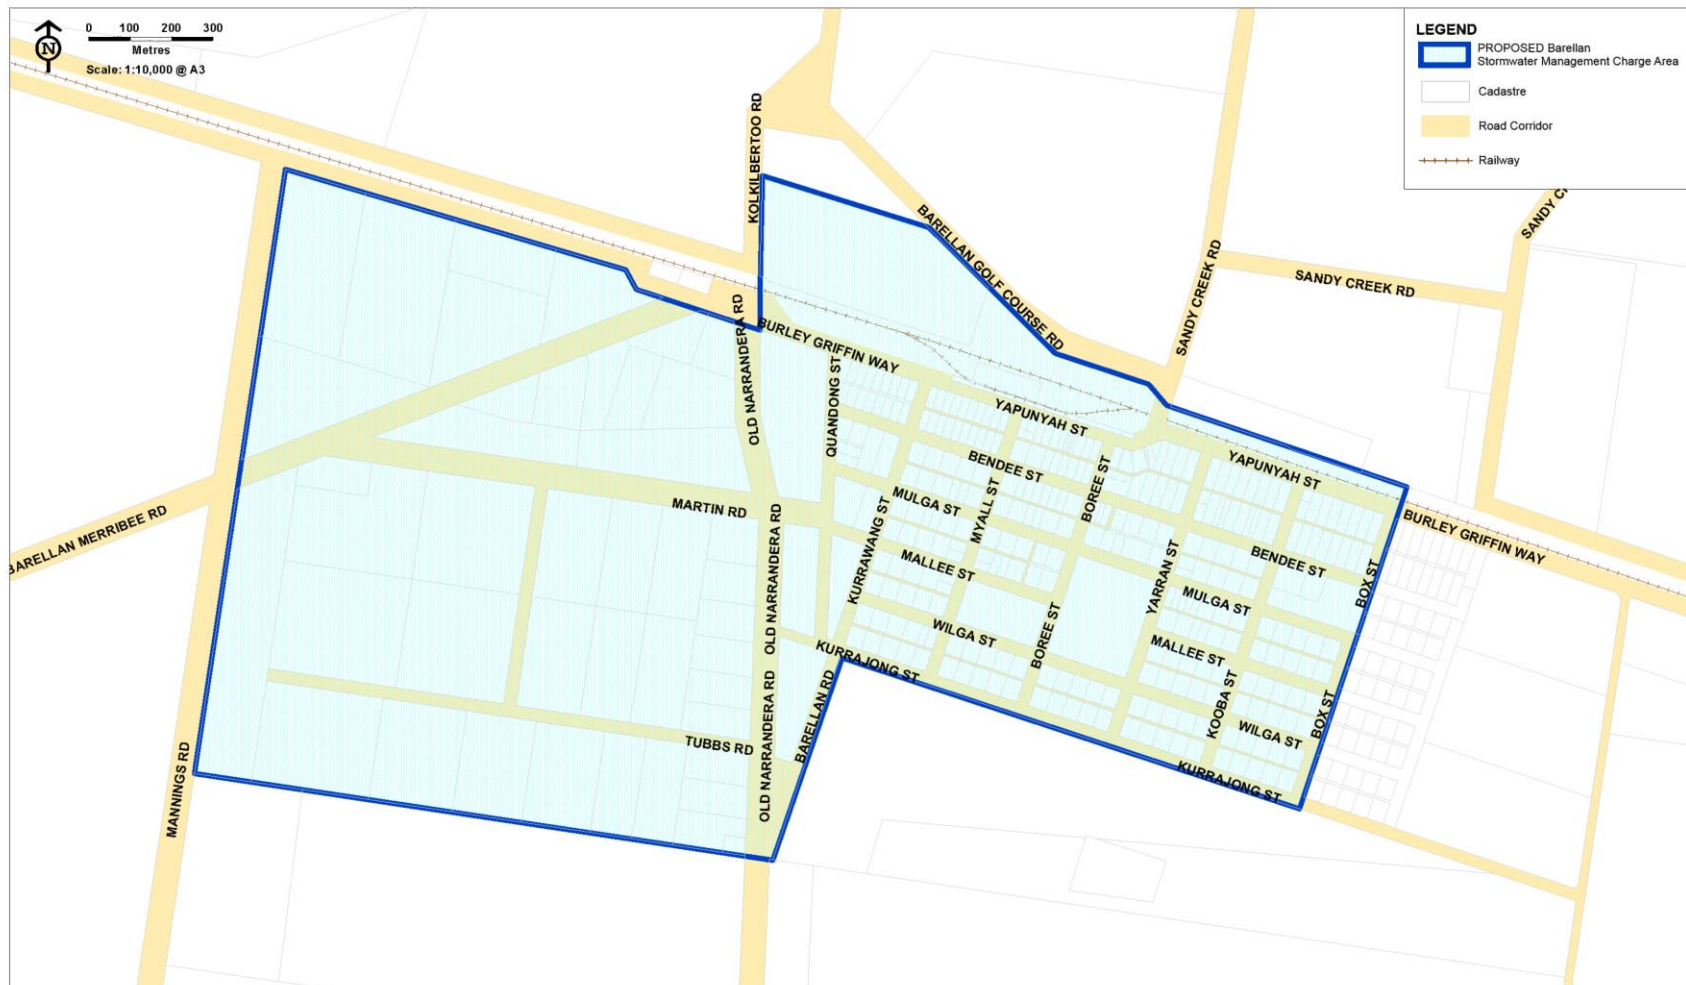 0 100 200 300
Metres
Scale: 1:10,000 @ A3
N
LEGEND
PROPOSED Barellan
Stormwater Management Charge Area
Cadastre
Road Corridor
Railway
KOLKILBERTOO RD
BARELLAN GOLF COURSE RD
SANDY CREEK RD
SANDY CREEK RD
SANDY C
OLD NARRANDERA RD
BURLEY GRIFFIN WAY
QUANDONG ST
YAPUNYAH ST
YAPUNYAH ST
BENDEE ST
BOREE ST
MULGA ST
MYALL ST
MARTIN RD
BARELLAN MERRIBEE RD
BURLEY GRIFFIN WAY
KURRAWANG ST
MALLEE ST
OLD NARRANDERA RD
YARRAN ST
BENDEE ST
BOX ST
MULGA ST
WILGA ST
BOREE ST
KURRAJONG ST
MALLEE ST
BARELLAN RD
OLD NARRANDERA RD
KOOBA ST
BOX ST
WILGA ST
TUBBS RD
MANNINGS RD
KURRAJONG ST